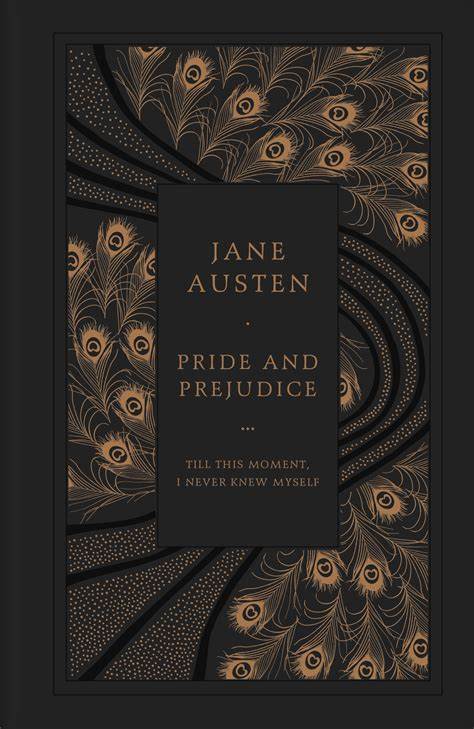 JANE
AUSTEN
·
PRIDE AND
PREJUDICE
...
TILL THIS MOMENT,
I NEVER KNEW MYSELF